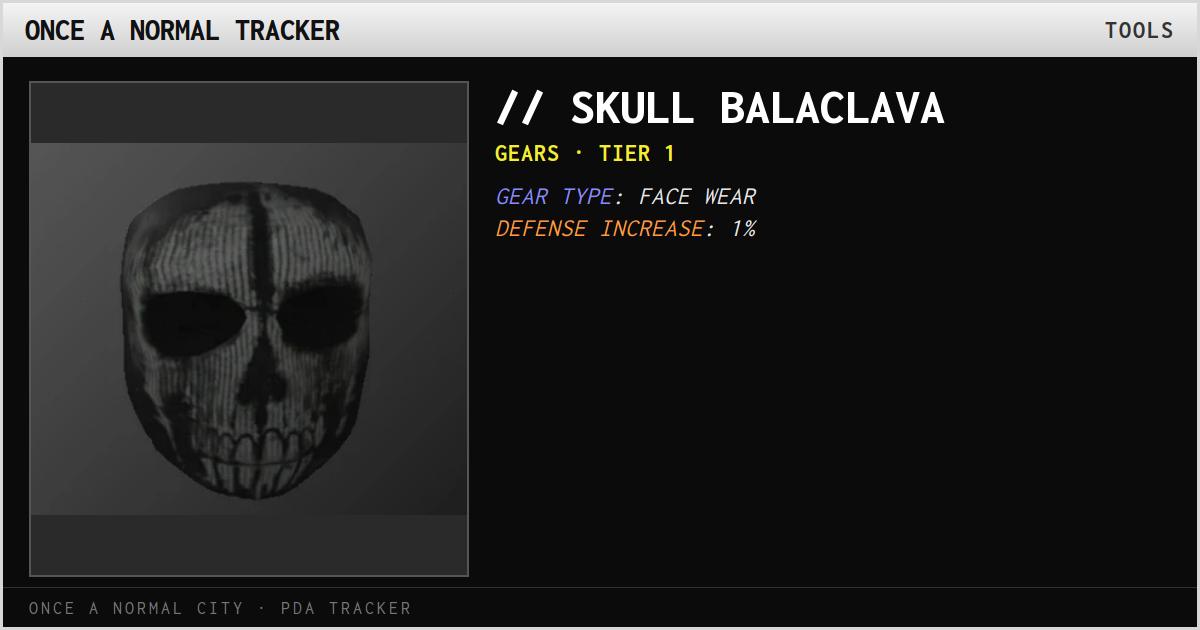 ONCE A NORMAL TRACKER
TOOLS
// SKULL BALACLAVA
GEARS · TIER 1
GEAR TYPE: FACE WEAR
DEFENSE INCREASE: 1%
ONCE A NORMAL CITY · PDA TRACKER